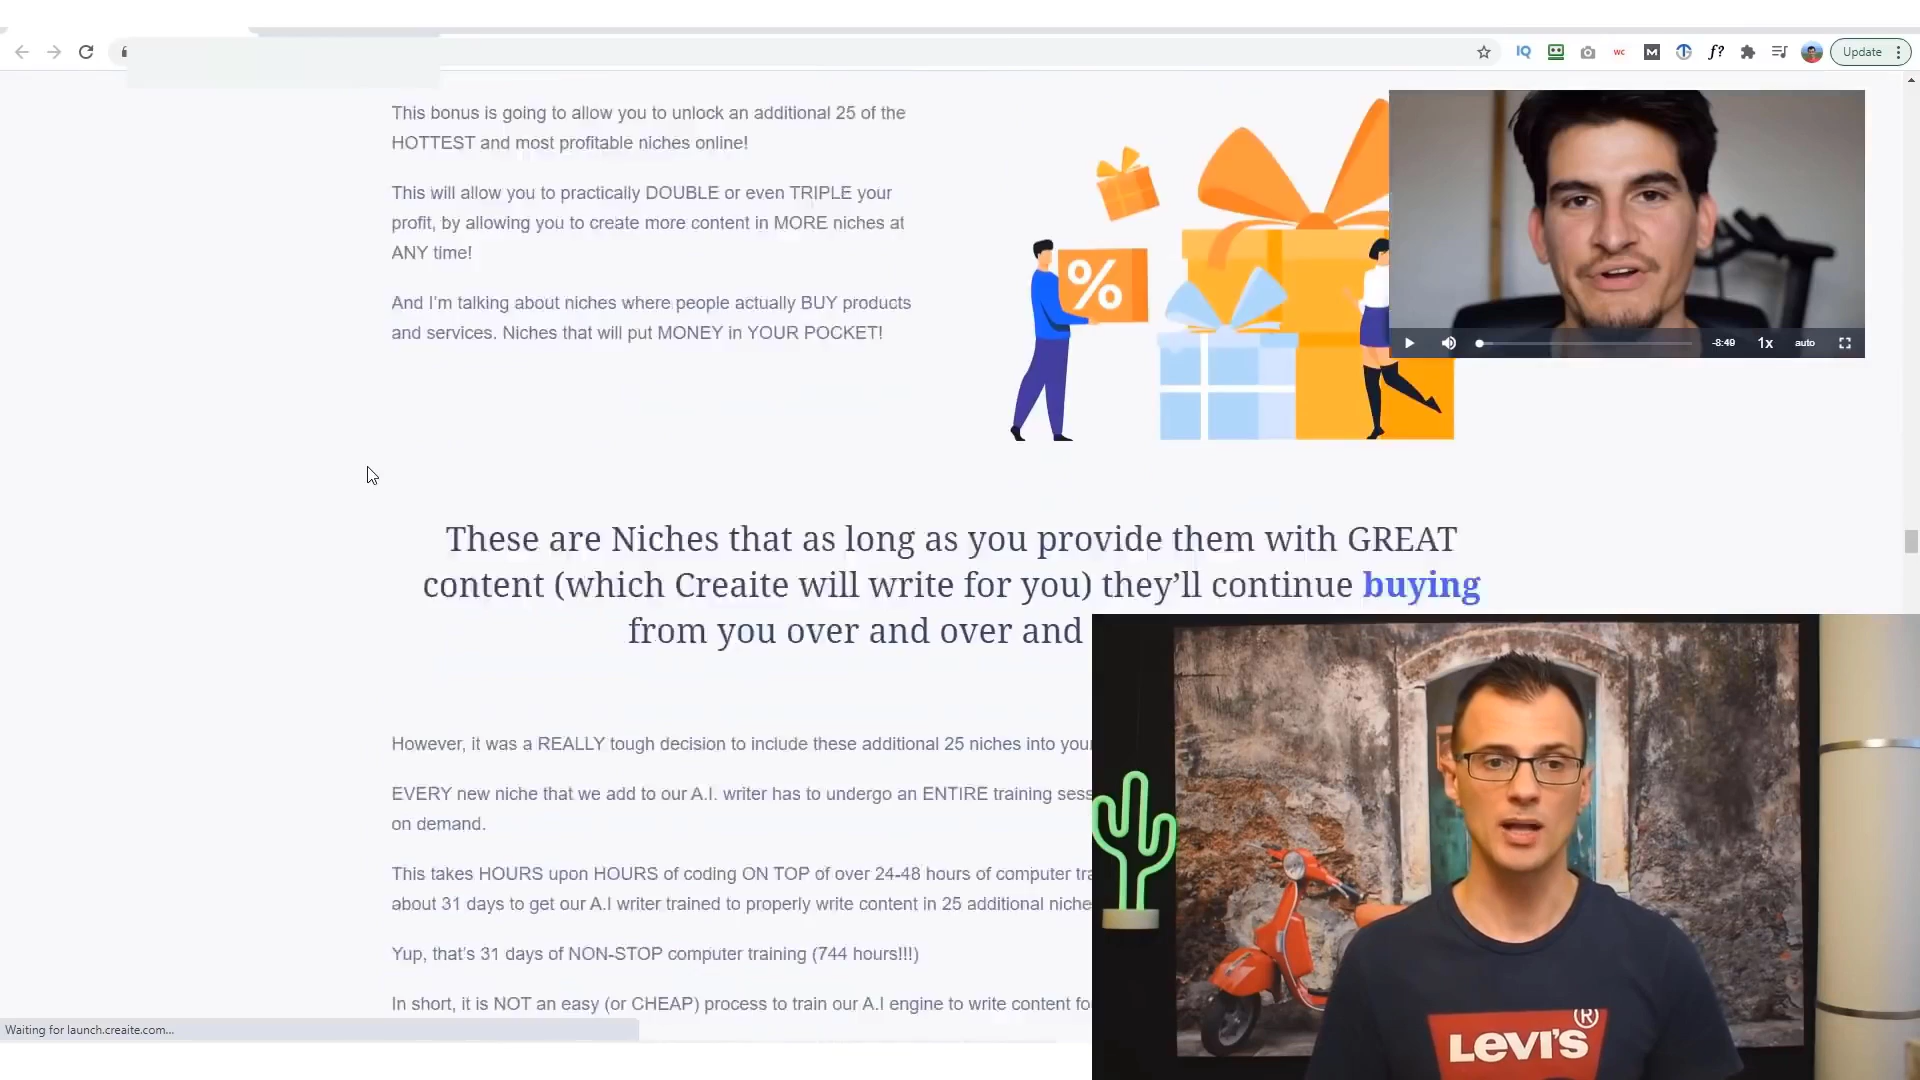 IQ
WC
M
f?
Update
This bonus is going to allow you to unlock an additional 25 of the
HOTTEST and most profitable niches online!
This will allow you to practically DOUBLE or even TRIPLE your
profit, by allowing you to create more content in MORE niches at
ANY time!
And I'm talking about niches where people actually BUY products
and services. Niches that will put MONEY in YOUR POCKET!
%
-8:49
1x
auto
These are Niches that as long as you provide them with GREAT
content (which Creaite will write for you) they’ll continue buying
from you over and over and
However, it was a REALLY tough decision to include these additional 25 niches into your
EVERY new niche that we add to our A.I. writer has to undergo an ENTIRE training
on demand.
This takes HOURS upon HOURS of coding ON TOP of over 24-48 hours of computer
about 31 days to get our A.I writer trained to properly write content in 25 additional
Yup, that's 31 days of NON-STOP computer training (744 hours!!!)
In short, it is NOT an easy (or CHEAP) process to train our A.I engine to write content
Waiting for launch.creaite.com...
LEVI'S
®